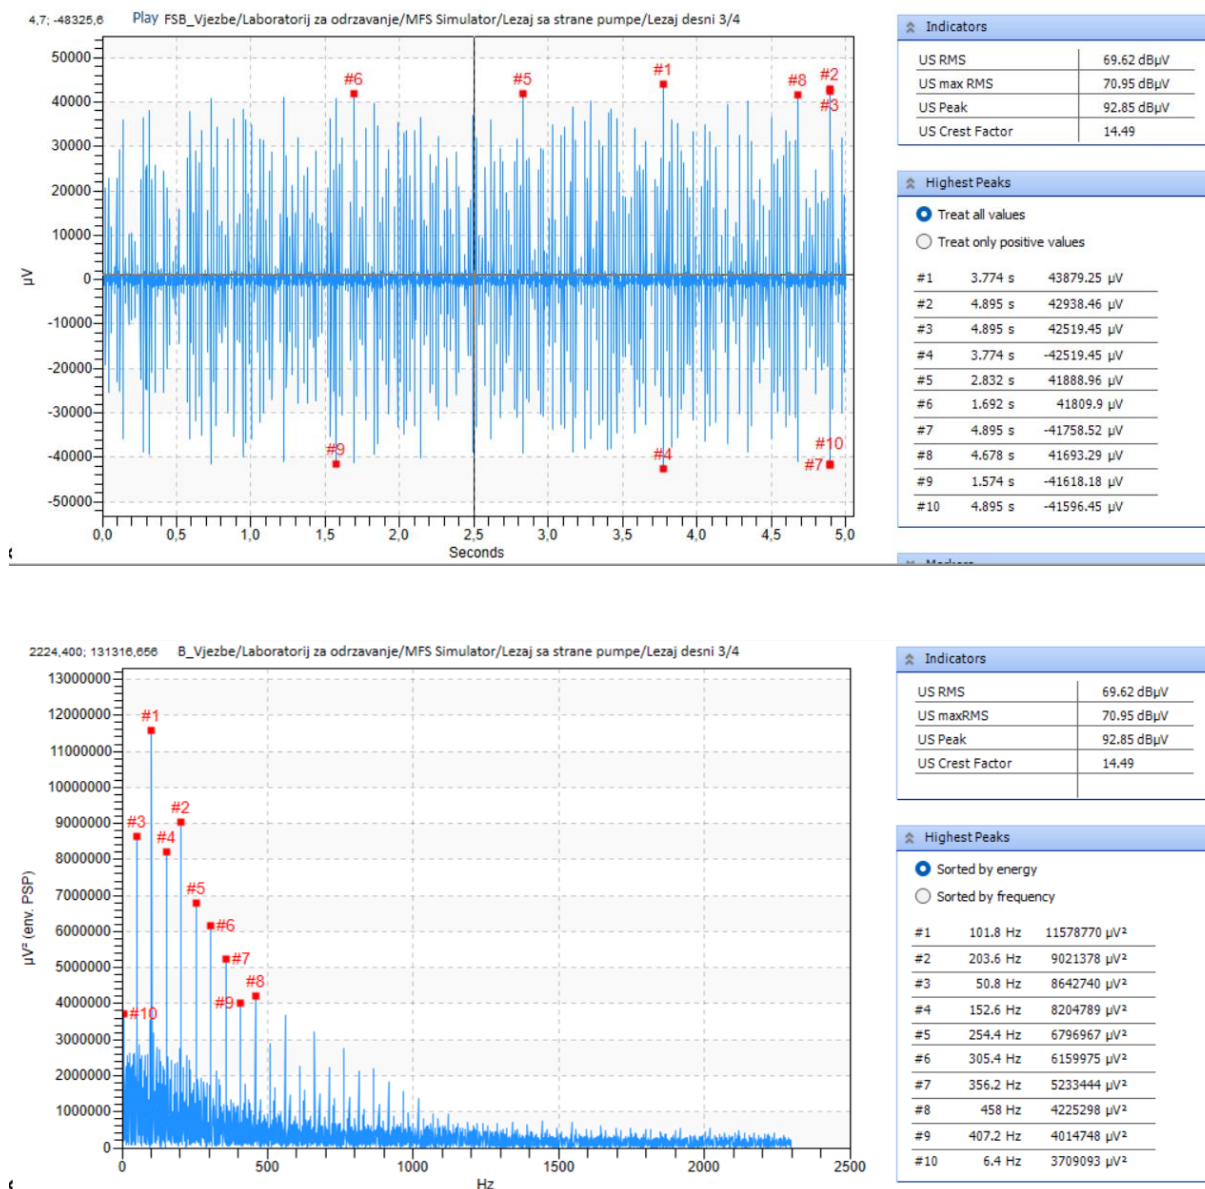 4,7; -48325,6 Play FSB_Vjezbe/Laboratorij za odrzavanje/MFS Simulator/Lezaj sa strane pumpe/Lezaj desni 3/4
50000
40000
30000
20000
10000
0
-10000
-20000
-30000
-40000
-50000
µV
#6
#5
#1
#8
#2
#3
#9
#4
#10
#7
0,0 0,5 1,0 1,5 2,0 2,5 3,0 3,5 4,0 4,5 5,0
Seconds
Indicators
US RMS 69.62 dBµV
US max RMS 70.95 dBµV
US Peak 92.85 dBµV
US Crest Factor 14.49
Highest Peaks
Treat all values
Treat only positive values
#1 3.774 s 43879.25 µV
#2 4.895 s 42938.46 µV
#3 4.895 s 42519.45 µV
#4 3.774 s -42519.45 µV
#5 2.832 s 41888.96 µV
#6 1.692 s 41809.9 µV
#7 4.895 s -41758.52 µV
#8 4.678 s 41693.29 µV
#9 1.574 s -41618.18 µV
#10 4.895 s -41596.45 µV
2224,400; 131316,656 B_Vjezbe/Laboratorij za odrzavanje/MFS Simulator/Lezaj sa strane pumpe/Lezaj desni 3/4
13000000
12000000
11000000
10000000
9000000
8000000
7000000
6000000
5000000
4000000
3000000
2000000
1000000
0
µV² (env. PSP)
#1
#2
#3
#4
#5
#6
#7
#8
#9
#10
0 500 1000 1500 2000 2500
Hz
Indicators
US RMS 69.62 dBµV
US maxRMS 70.95 dBµV
US Peak 92.85 dBµV
US Crest Factor 14.49
Highest Peaks
Sorted by energy
Sorted by frequency
#1 101.8 Hz 11578770 µV²
#2 203.6 Hz 9021378 µV²
#3 50.8 Hz 8642740 µV²
#4 152.6 Hz 8204789 µV²
#5 254.4 Hz 6796967 µV²
#6 305.4 Hz 6159975 µV²
#7 356.2 Hz 5233444 µV²
#8 458 Hz 4225298 µV²
#9 407.2 Hz 4014748 µV²
#10 6.4 Hz 3709093 µV²